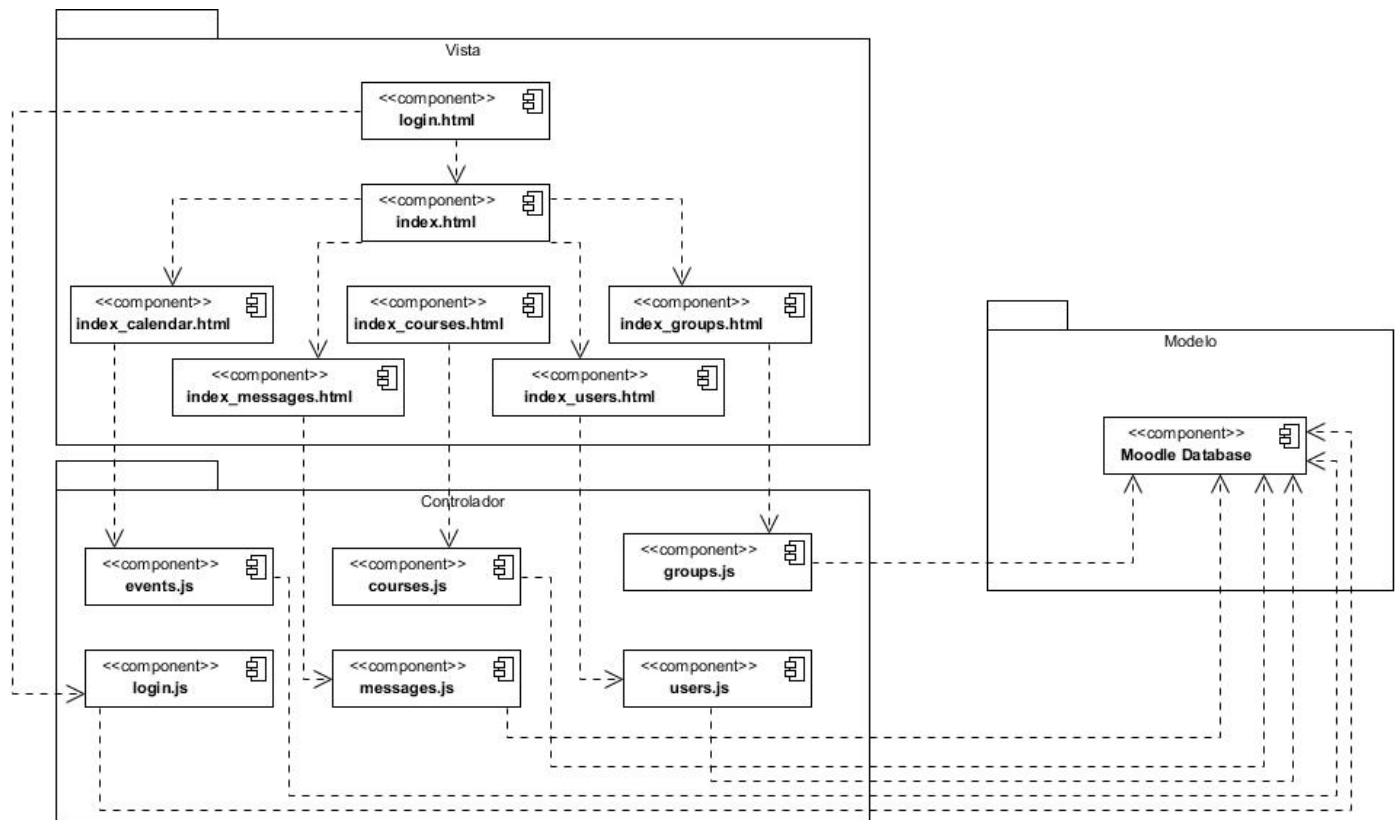 Vista
<<component>>
login.html
<<component>>
index.html
<<component>>
index_calendar.html
<<component>>
index_courses.html
<<component>>
index_groups.html
<<component>>
index_messages.html
<<component>>
index_users.html
Controlador
<<component>>
events.js
<<component>>
courses.js
<<component>>
groups.js
<<component>>
login.js
<<component>>
messages.js
<<component>>
users.js
Modelo
<<component>>
Moodle Database